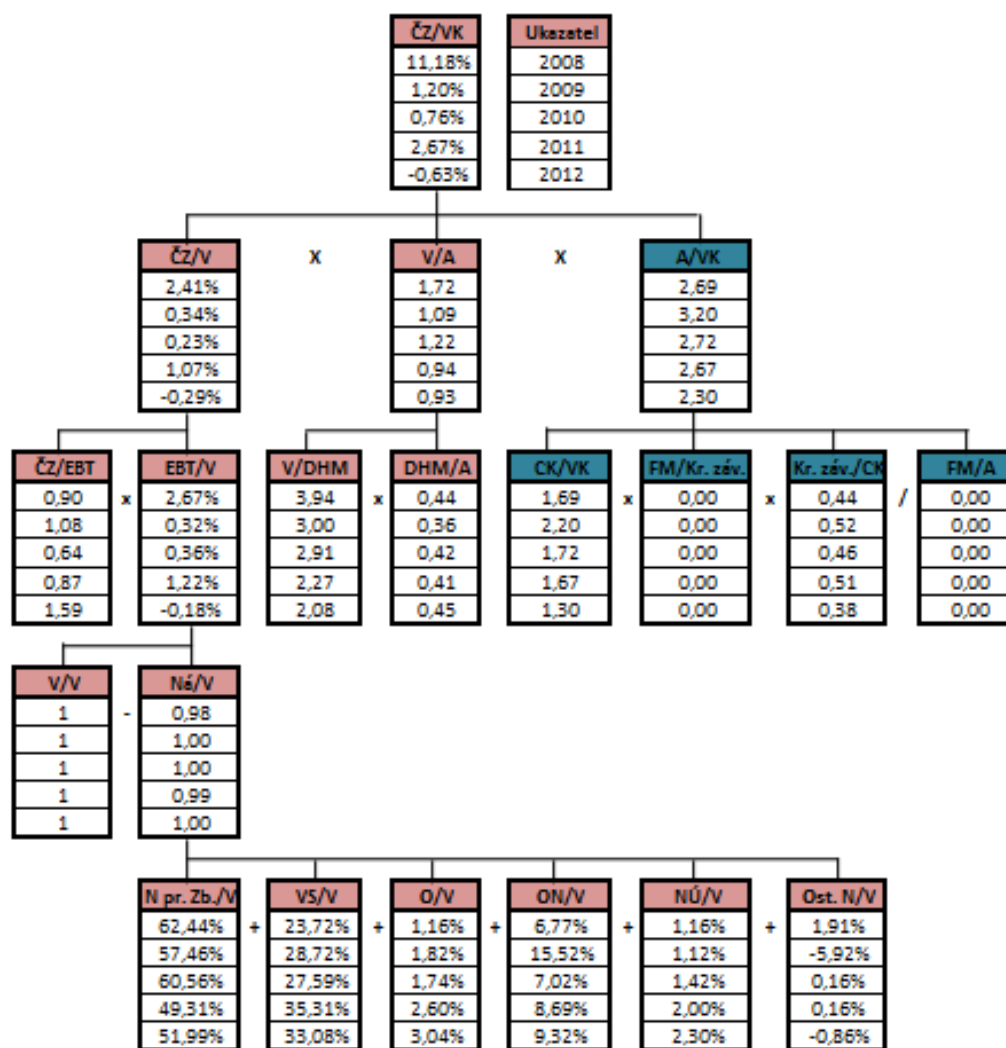 ČZ/VK Ukazatel
11,18% 2008
1,20% 2009
0,76% 2010
2,67% 2011
-0,63% 2012
ČZ/V X V/A X A/VK
2,41% 1,72 2,69
0,34% 1,09 3,20
0,23% 1,22 2,72
1,07% 0,94 2,67
-0,29% 0,93 2,30
ČZ/EBT EBT/V V/DHM DHM/A CK/VK FM/Kr. záv. Kr. záv./CK FM/A
0,90 x 2,67% 3,94 x 0,44 1,69 x 0,00 x 0,44 / 0,00
1,08 0,32% 3,00 0,36 2,20 0,00 0,52 0,00
0,64 0,36% 2,91 0,42 1,72 0,00 0,46 0,00
0,87 1,22% 2,27 0,41 1,67 0,00 0,51 0,00
1,59 -0,18% 2,08 0,45 1,30 0,00 0,38 0,00
V/V Ná/V
1 - 0,98
1 1,00
1 1,00
1 0,99
1 1,00
N pr. Zb./V VS/V O/V ON/V NÚ/V Ost. N/V
62,44% + 23,72% + 1,16% + 6,77% + 1,16% + 1,91%
57,46% 28,72% 1,82% 15,52% 1,12% -5,92%
60,56% 27,59% 1,74% 7,02% 1,42% 0,16%
49,31% 35,31% 2,60% 8,69% 2,00% 0,16%
51,99% 33,08% 3,04% 9,32% 2,30% -0,86%